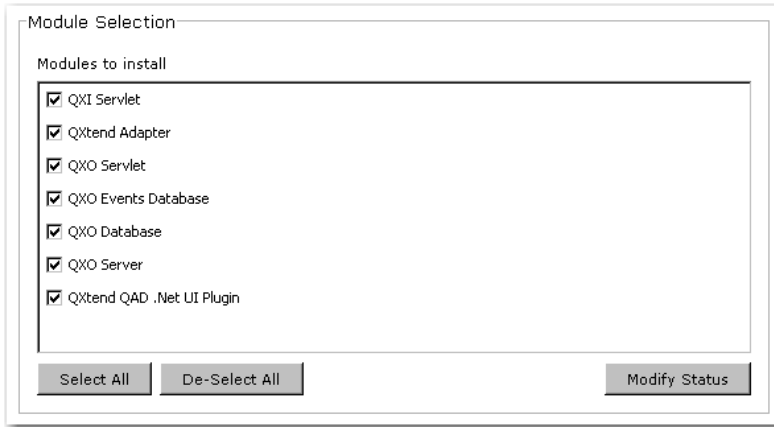 Module Selection
Modules to install
QXI Servlet
QXtend Adapter
QXO Servlet
QXO Events Database
QXO Database
QXO Server
QXtend QAD .Net UI Plugin
Select All De-Select All Modify Status